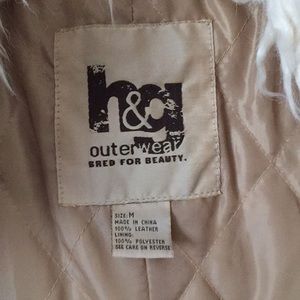 h&g
outerwear
BRED FOR BEAUTY.
SIZE: M
MADE IN CHINA
100% LEATHER
LINING:
100% POLYESTER
SEE CARE ON REVERSE